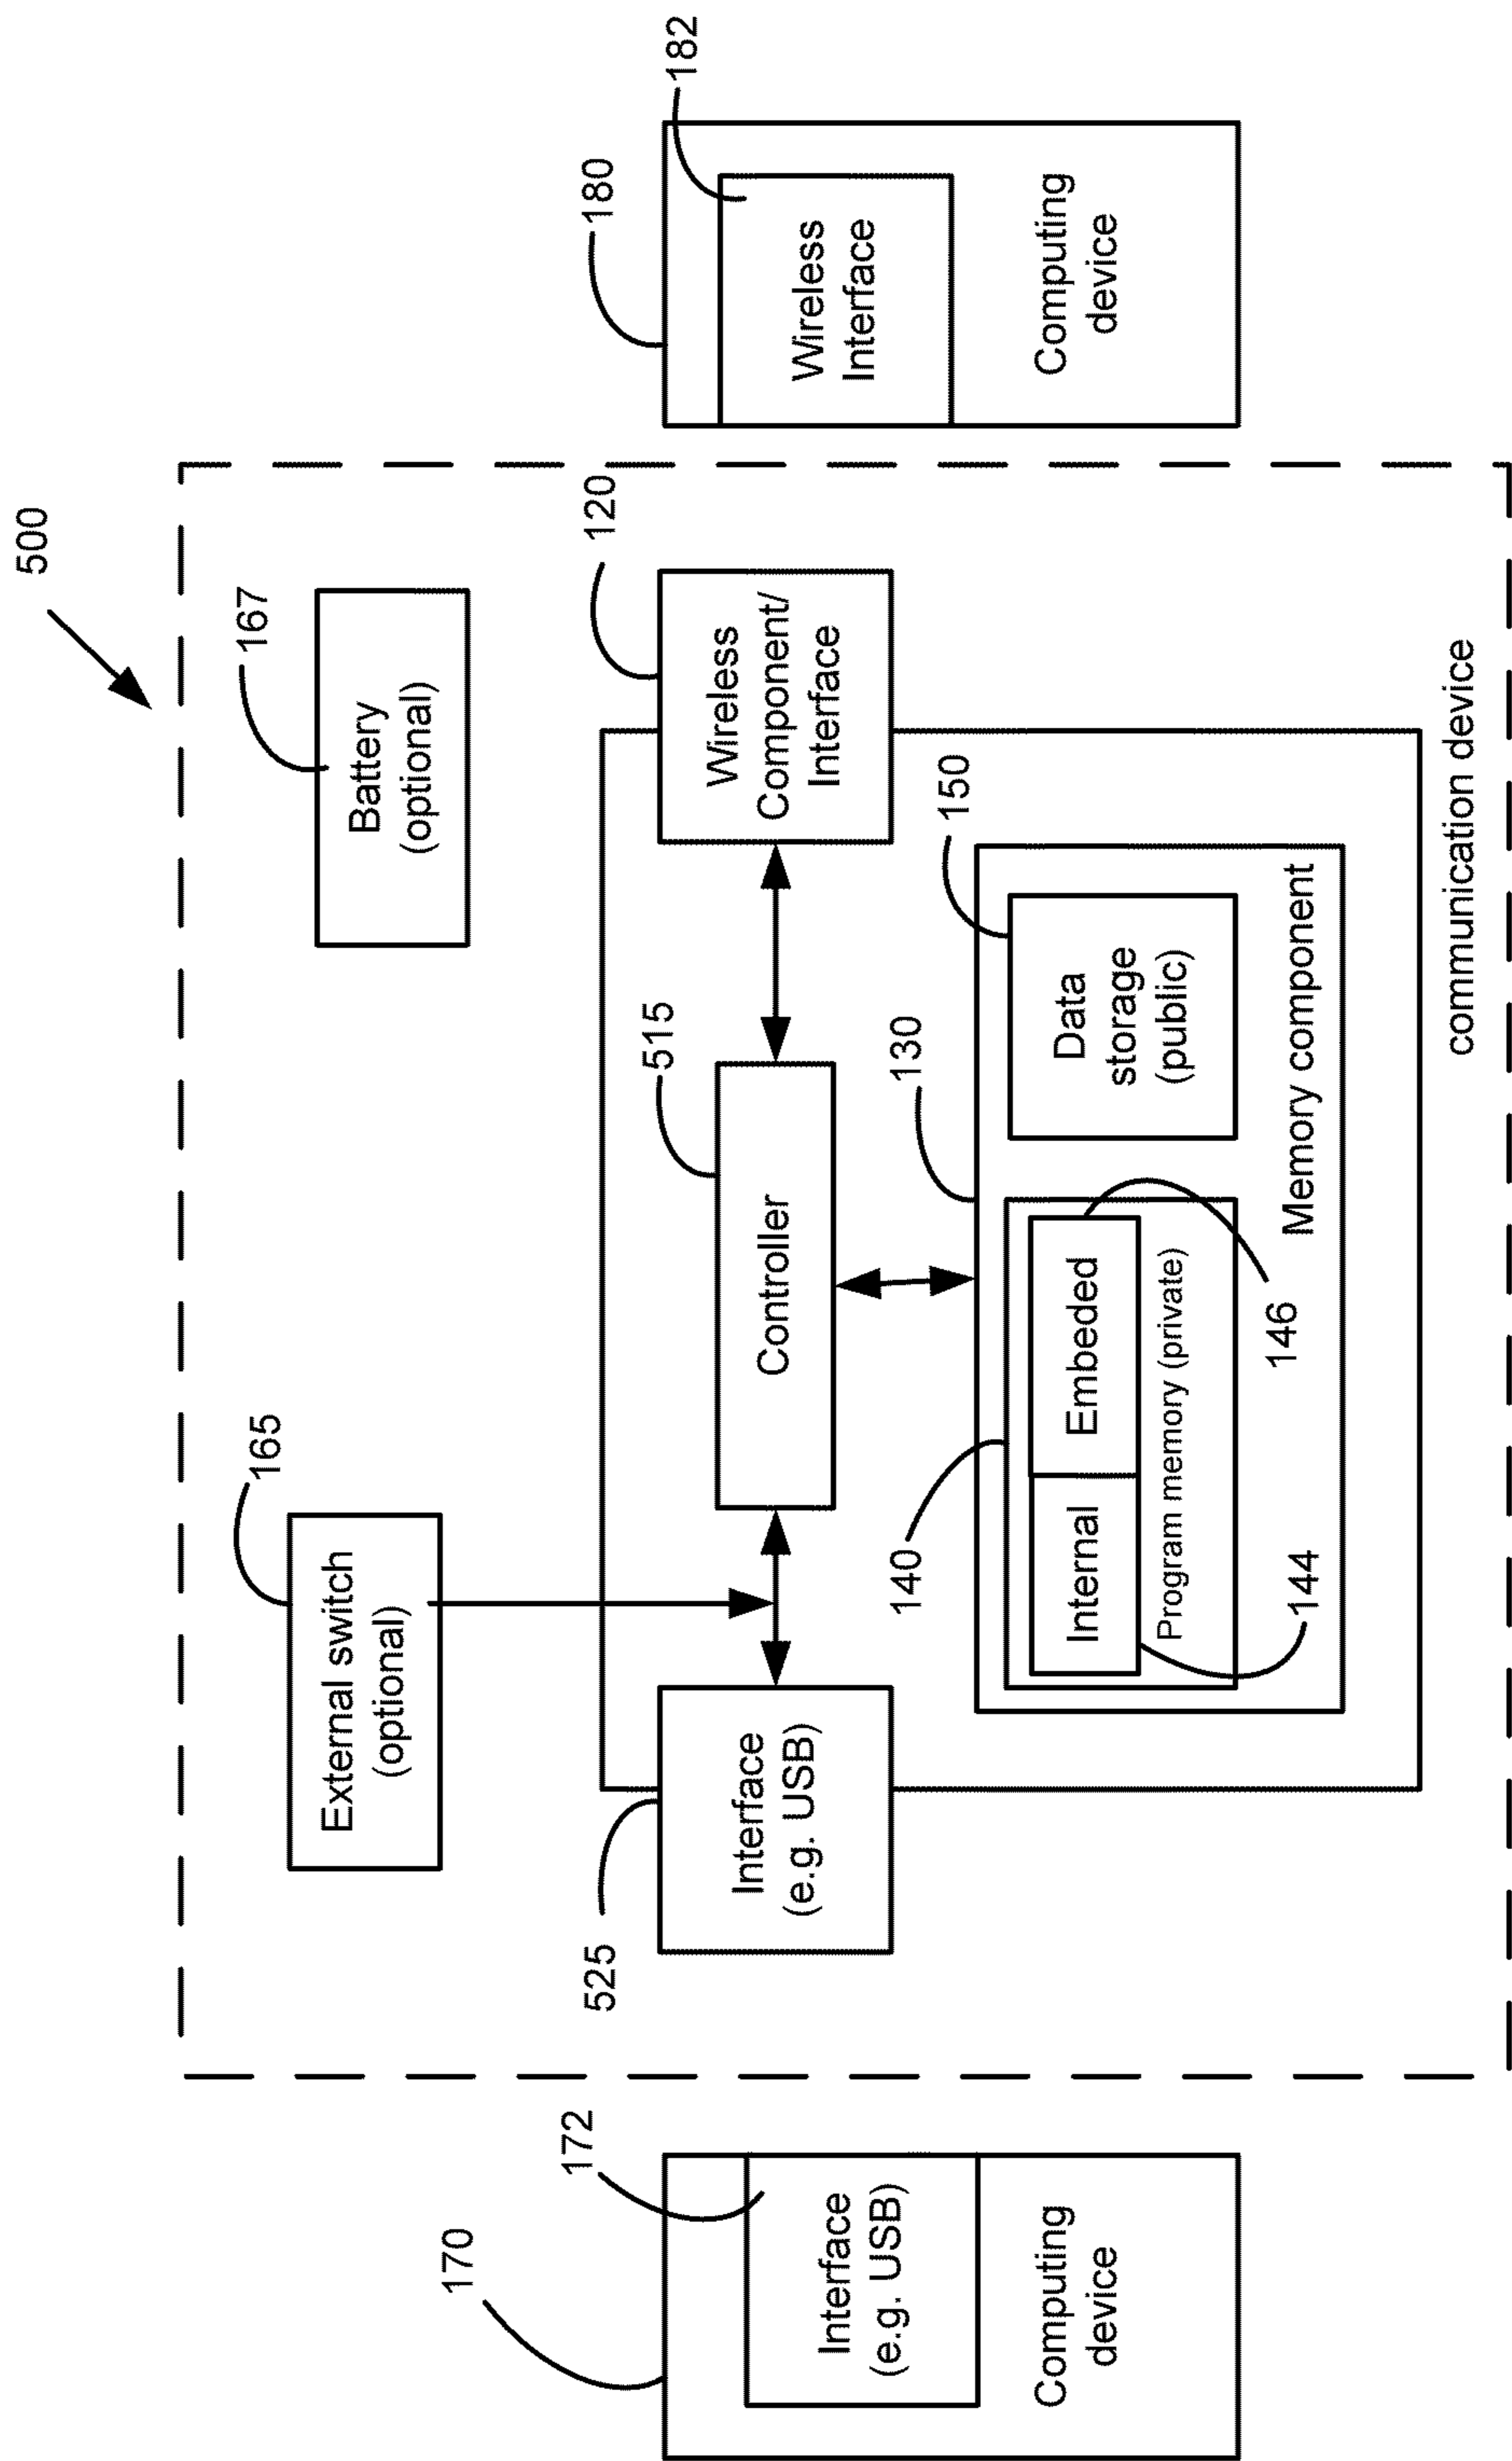 500
165
External switch
(optional)
167
Battery
(optional)
170
172
Interface
(e.g. USB)
Computing
device
525
Interface
(e.g. USB)
515
Controller
120
Wireless
Component/
Interface
180
182
Wireless
Interface
Computing
device
140
130
150
Internal
Embeded
Program memory (private)
144
146
Data
storage
(public)
Memory component
communication device